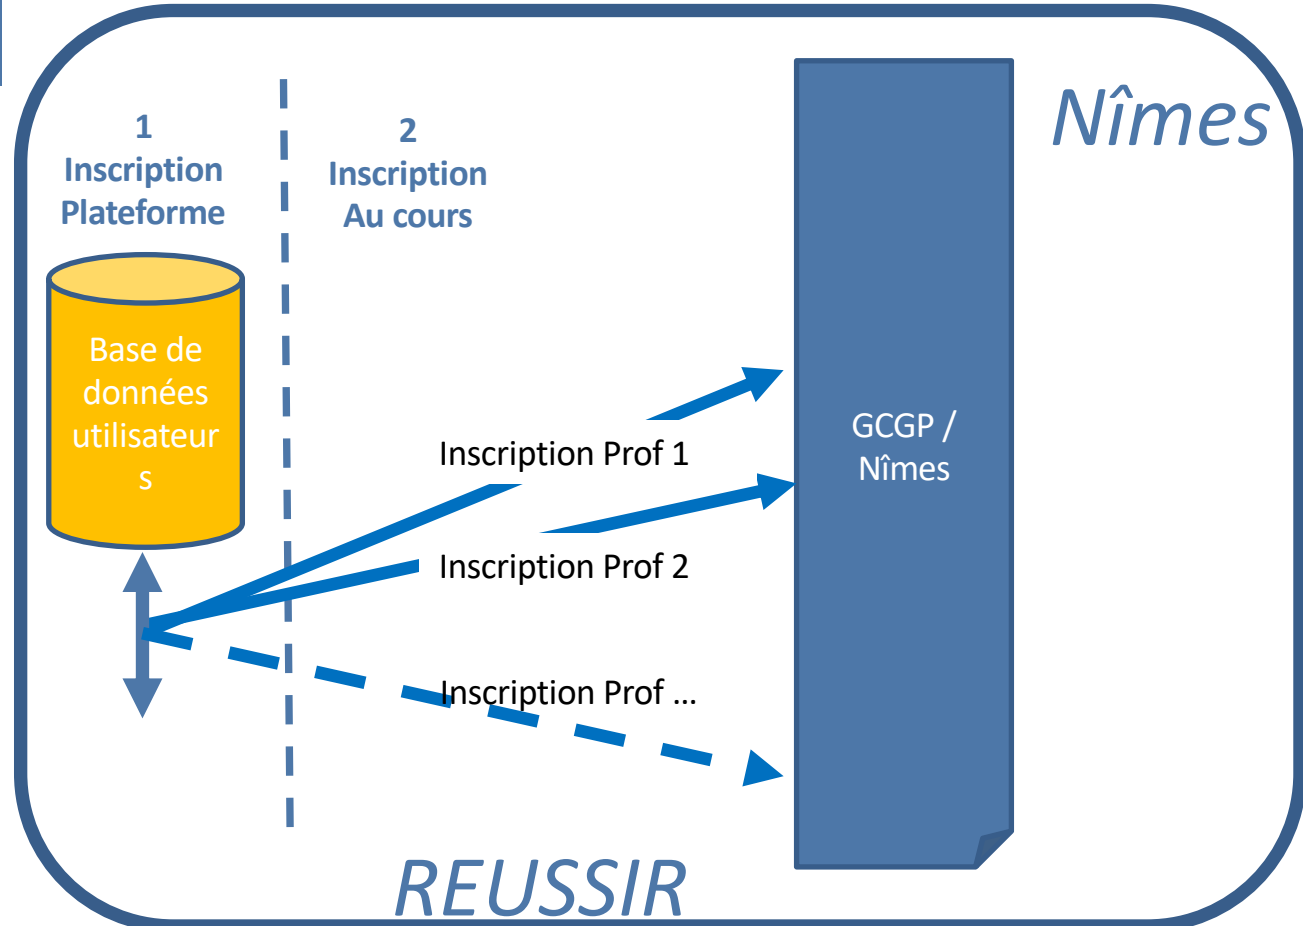 Nîmes
1
Inscription
Plateforme
2
Inscription
Au cours
Base de
données
utilisateur
s
Inscription Prof 1
Inscription Prof 2
Inscription Prof ...
GCGP /
Nîmes
REUSSIR